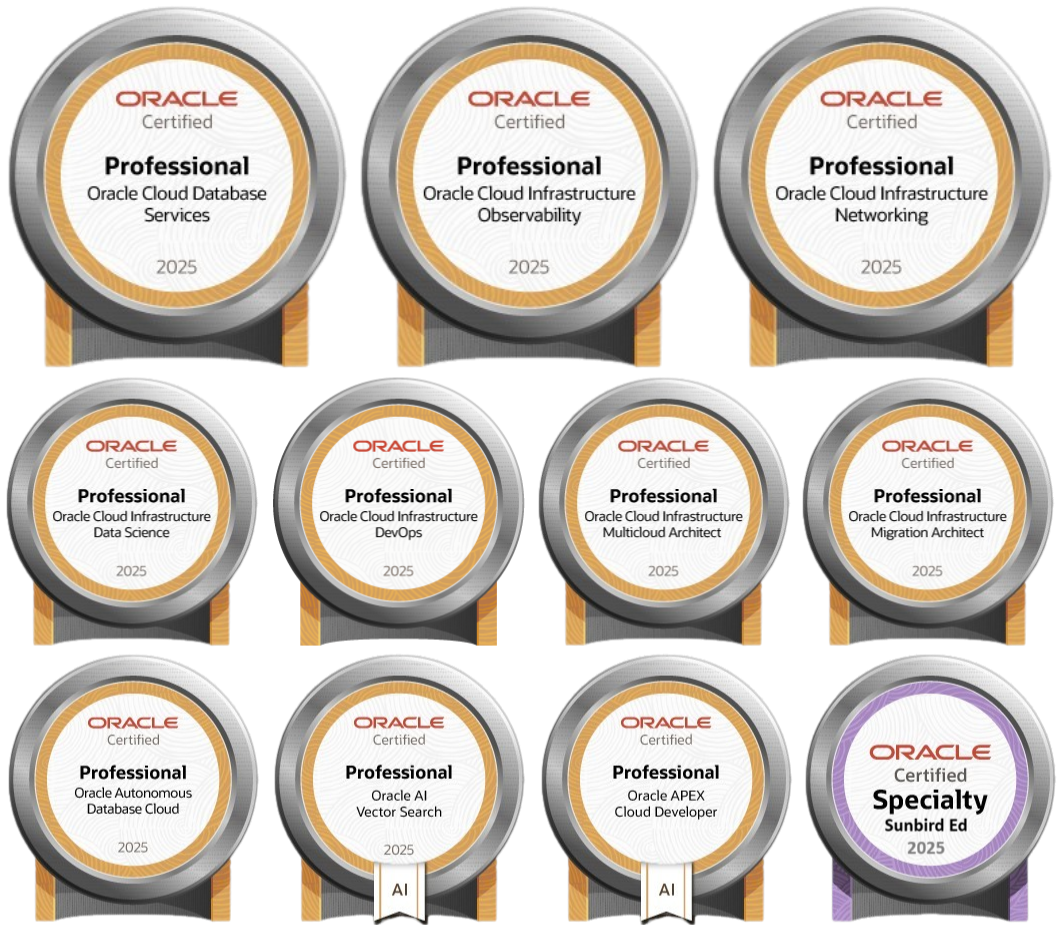 ORACLE
Certified
Professional
Oracle Cloud Database
Services
2025
ORACLE
Certified
Professional
Oracle Cloud Infrastructure
Observability
2025
ORACLE
Certified
Professional
Oracle Cloud Infrastructure
Networking
2025
ORACLE
Certified
Professional
Oracle Cloud Infrastructure
Data Science
2025
ORACLE
Certified
Professional
Oracle Cloud Infrastructure
DevOps
2025
ORACLE
Certified
Professional
Oracle Cloud Infrastructure
Multicloud Architect
2025
ORACLE
Certified
Professional
Oracle Cloud Infrastructure
Migration Architect
2025
ORACLE
Certified
Professional
Oracle Autonomous
Database Cloud
2025
ORACLE
Certified
Professional
Oracle AI
Vector Search
2025
AI
ORACLE
Certified
Professional
Oracle APEX
Cloud Developer
AI
ORACLE
Certified
Specialty
Sunbird Ed
2025